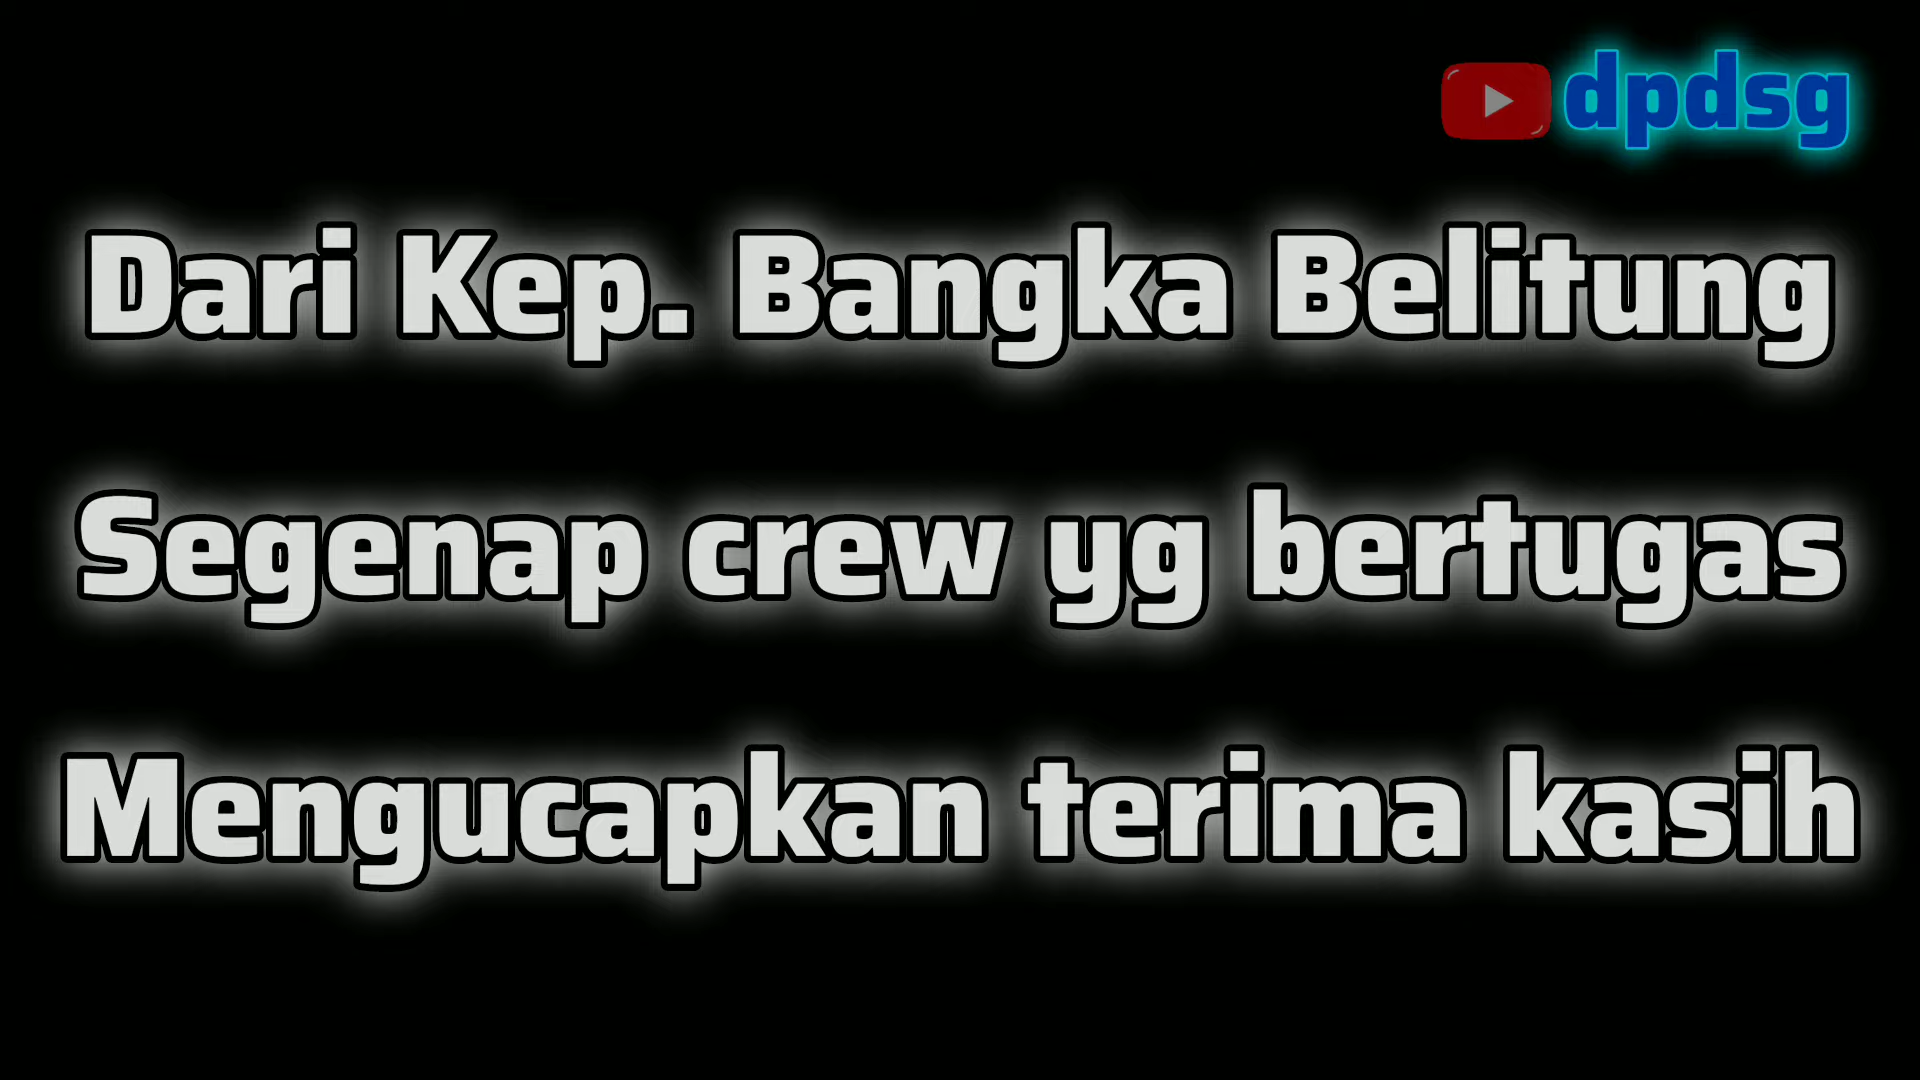 dpdsg
Dari Kep. Bangka Belitung
Segenap crew yg bertugas
Mengucapkan terima kasih